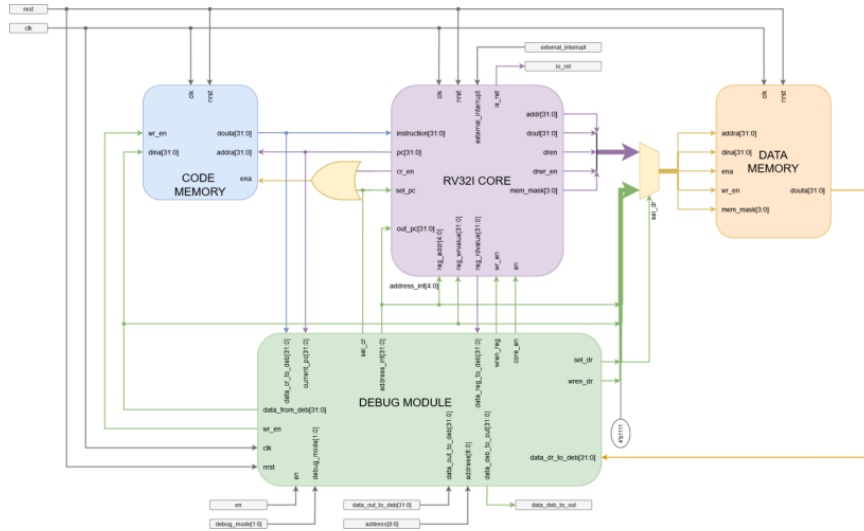 nrst
clk
external_interrupt
io_rst
clk
nrst
clk
nrst
external_interrupt
clk
nrst
wr_en
dina[31:0]
douta[31:0]
addra[31:0]
ena
CODE
MEMORY
instruction[31:0]
pc[31:0]
cr_en
sel_pc
out_pc[31:0]
RV32I CORE
addr[31:0]
dout[31:0]
dren
drwr_en
mem_mask[3:0]
reg_addr[4:0]
reg_wrvalue[31:0]
reg_rdvalue[31:0]
wr_en
en
addra[31:0]
dina[31:0]
ena
wr_en
mem_mask[3:0]
DATA
MEMORY
douta[31:0]
sel_dr
address_int[4:0]
data_cr_to_deb[31:0]
current_pc[31:0]
sel_cr
address_int[31:0]
data_reg_to_deb[31:0]
wren_reg
core_en
sel_dr
wren_dr
DEBUG MODULE
data_from_deb[31:0]
wr_en
clk
nrst
en
debug_mode[1:0]
data_out_to_deb[31:0]
address[8:0]
data_deb_to_out[31:0]
data_dr_to_deb[31:0]
4'b1111
en
debug_mode[1:0]
data_out_to_deb[31:0]
address[8:0]
data_deb_to_out